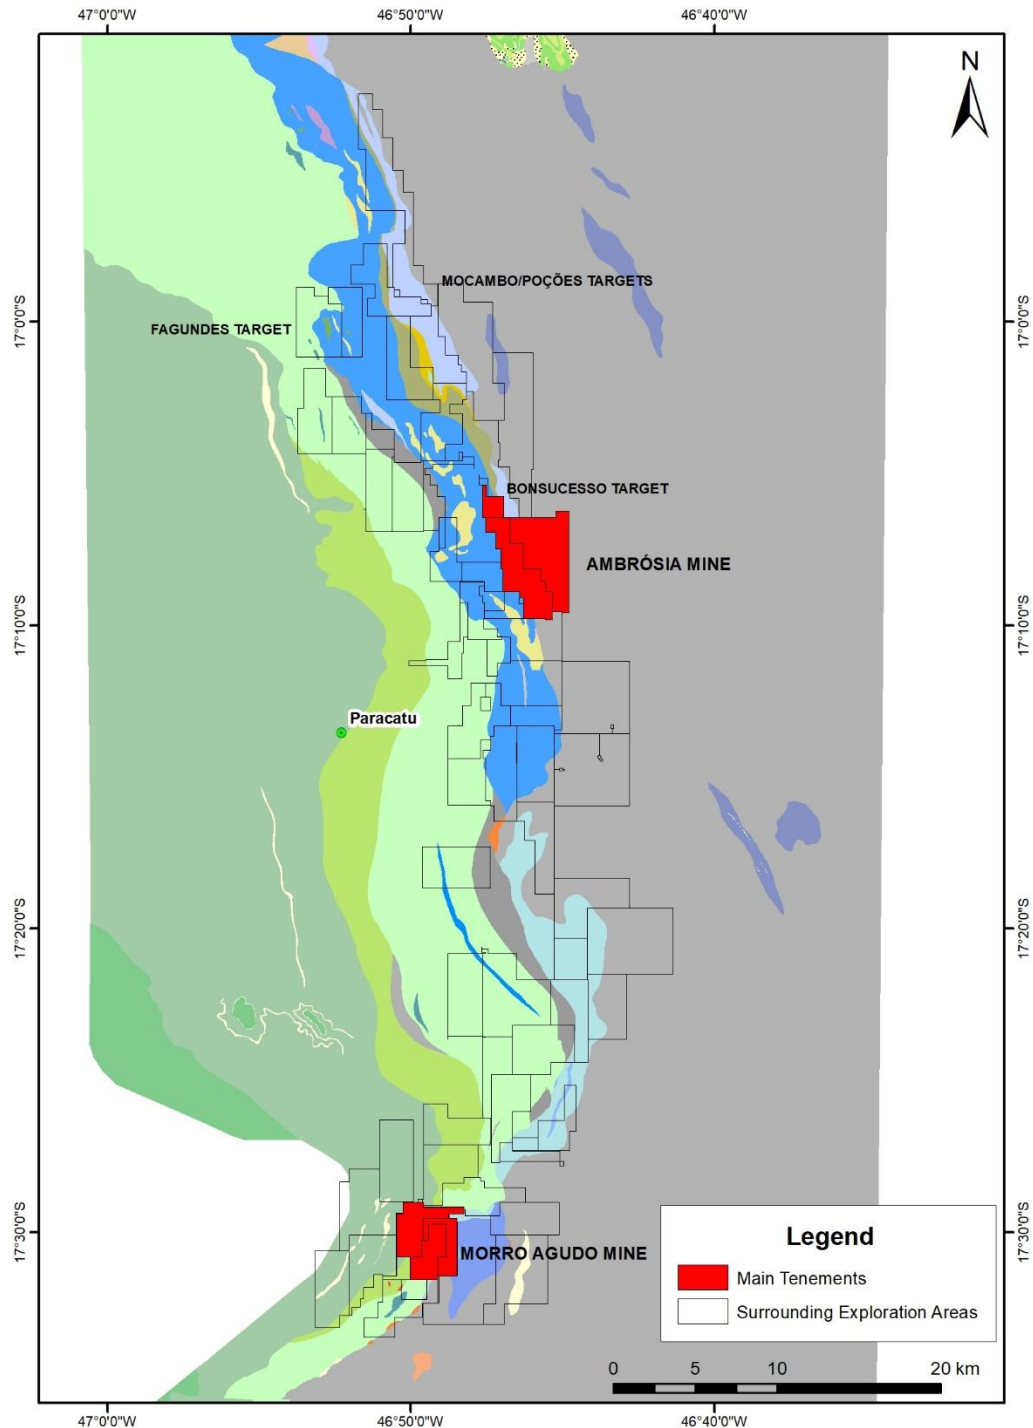 47°0'0"W 46°50'0"W 46°40'0"W
N
MOCAMBO/POÇÕES TARGETS
17°0'0"S 17°0'0"S
FAGUNDES TARGET
BONSUCESSO TARGET
AMBRÓSIA MINE
17°10'0"S 17°10'0"S
Paracatu
17°20'0"S 17°20'0"S
17°30'0"S 17°30'0"S
MORRO AGUDO MINE
Legend
Main Tenements
Surrounding Exploration Areas
0 5 10 20 km
47°0'0"W 46°50'0"W 46°40'0"W